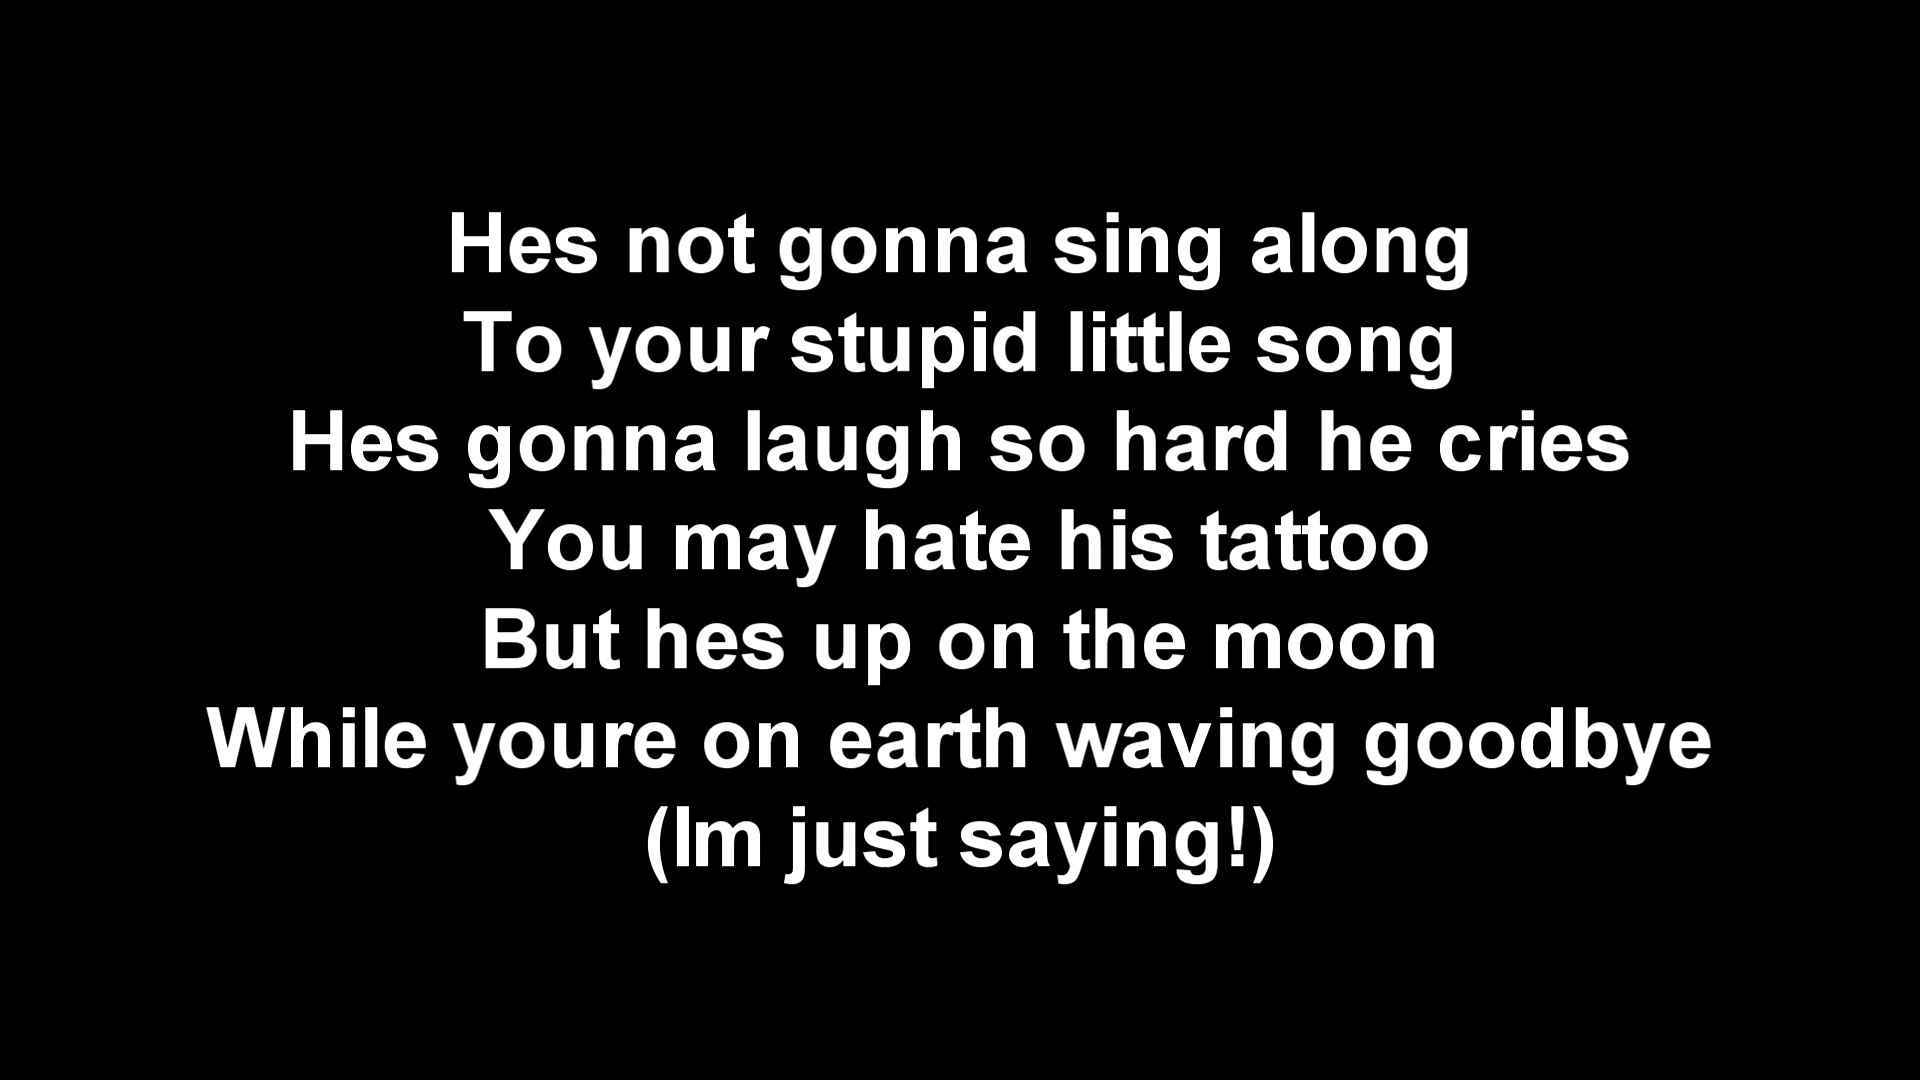 Hes not gonna sing along
To your stupid little song
Hes gonna laugh so hard he cries
You may hate his tattoo
But hes up on the moon
While youre on earth waving goodbye
(Im just saying!)